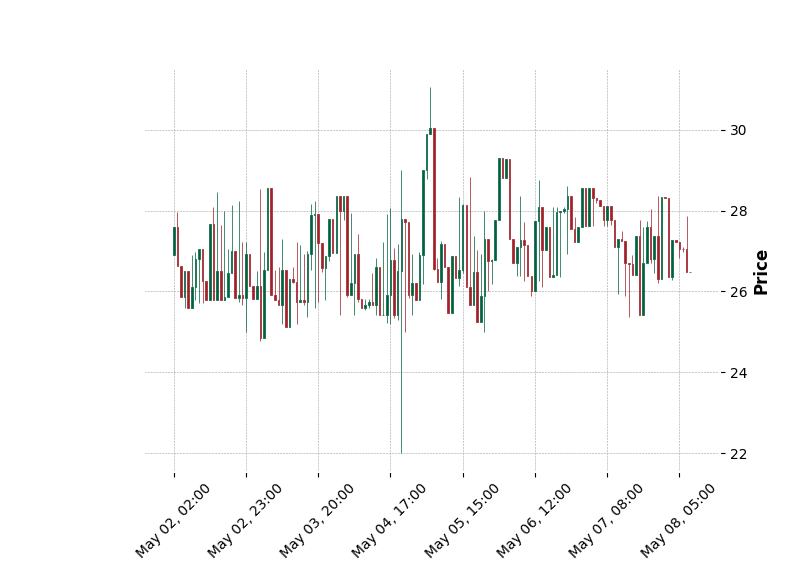 30
28
26
24
22
Price
May 02, 02:00
May 02, 23:00
May 03, 20:00
May 04, 17:00
May 05, 15:00
May 06, 12:00
May 07, 08:00
May 08, 05:00